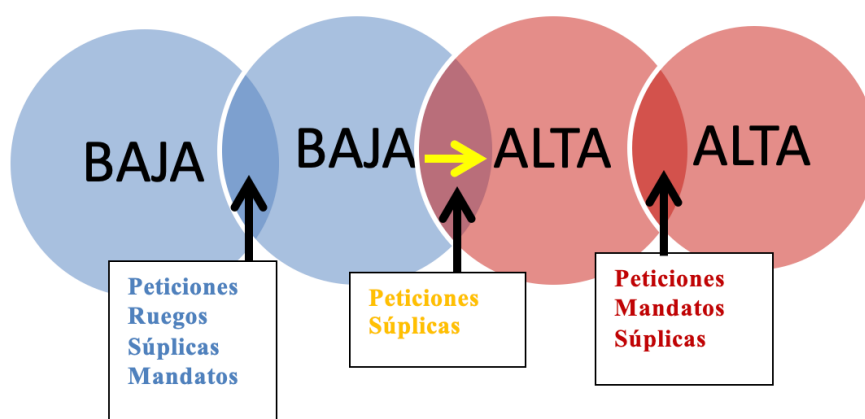 BAJA
BAJA
ALTA
ALTA
Peticiones
Ruegos
Súplicas
Mandatos
Peticiones
Súplicas
Peticiones
Mandatos
Súplicas